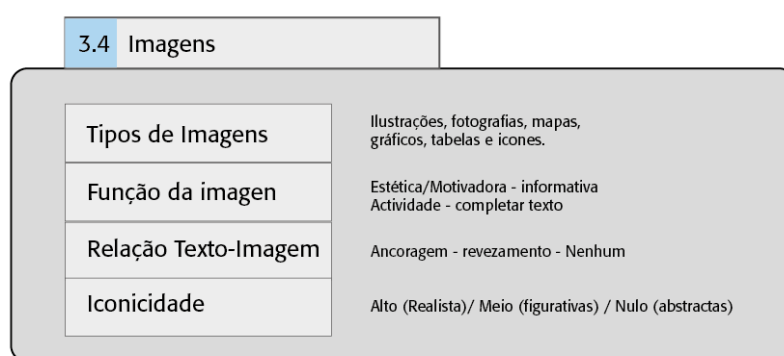 3.4 Imagens
Tipos de Imagens
Ilustrações, fotografias, mapas,
gráficos, tabelas e icones.
Função da imagen
Estética/Motivadora - informativa
Actividade - completar texto
Relação Texto-Imagem
Ancoragem - revezamento - Nenhum
Iconicidade
Alto (Realista)/ Meio (figurativas) / Nulo (abstractas)